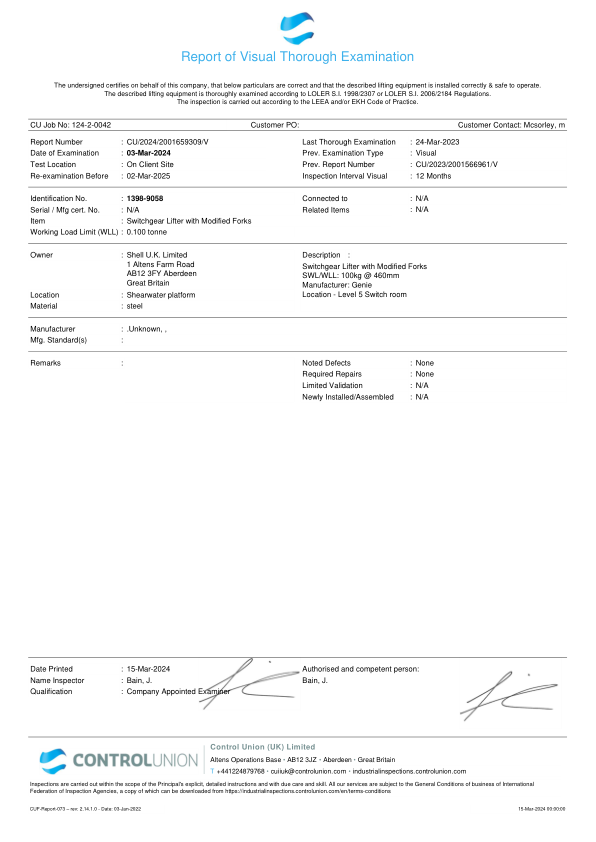 Report of Visual Thorough Examination
The undersigned certifies on behalf of this company, that below particulars are correct and that the described lifting equipment is installed correctly & safe to operate.
The described lifting equipment is thoroughly examined according to LOLER S.I. 1998/2307 or LOLER S.I. 2006/2184 Regulations.
The inspection is carried out according to the LEEA and/or EKH Code of Practice.
CU Job No: 124-2-0042 Customer PO: Customer Contact: Mcsorley, m
Report Number : CU/2024/2001659309/V Last Thorough Examination : 24-Mar-2023
Date of Examination : 03-Mar-2024 Prev. Examination Type : Visual
Test Location : On Client Site Prev. Report Number : CU/2023/2001566961/V
Re-examination Before : 02-Mar-2025 Inspection Interval Visual : 12 Months
Identification No. : 1398-9058 Connected to : N/A
Serial / Mfg cert. No. : N/A Related Items : N/A
Item : Switchgear Lifter with Modified Forks
Working Load Limit (WLL) : 0.100 tonne
Owner : Shell U.K. Limited Description :
1 Altens Farm Road Switchgear Lifter with Modified Forks
AB12 3FY Aberdeen SWL/WLL: 100kg @ 460mm
Great Britain Manufacturer: Genie
Location : Shearwater platform Location - Level 5 Switch room
Material : steel
Manufacturer : .Unknown, ,
Mfg. Standard(s) :
Remarks : Noted Defects : None
Required Repairs : None
Limited Validation : N/A
Newly Installed/Assembled : N/A
Date Printed : 15-Mar-2024 Authorised and competent person:
Name Inspector : Bain, J. Bain, J.
Qualification : Company Appointed Examiner
CONTROLUNION
Control Union (UK) Limited
Altens Operations Base · AB12 3JZ · Aberdeen · Great Britain
T +441224879768 · cuiiuk@controlunion.com · industrialinspections.controlunion.com
Inspections are carried out within the scope of the Principal's explicit, detailed instructions and with due care and skill. All our services are subject to the General Conditions of business of International
Federation of Inspection Agencies, a copy of which can be downloaded from https://industrialinspections.controlunion.com/en/terms-conditions
CUF-Report-073 – rev: 2.14.1.0 - Date: 03-Jun-2022 15-Mar-2024 00:00:00